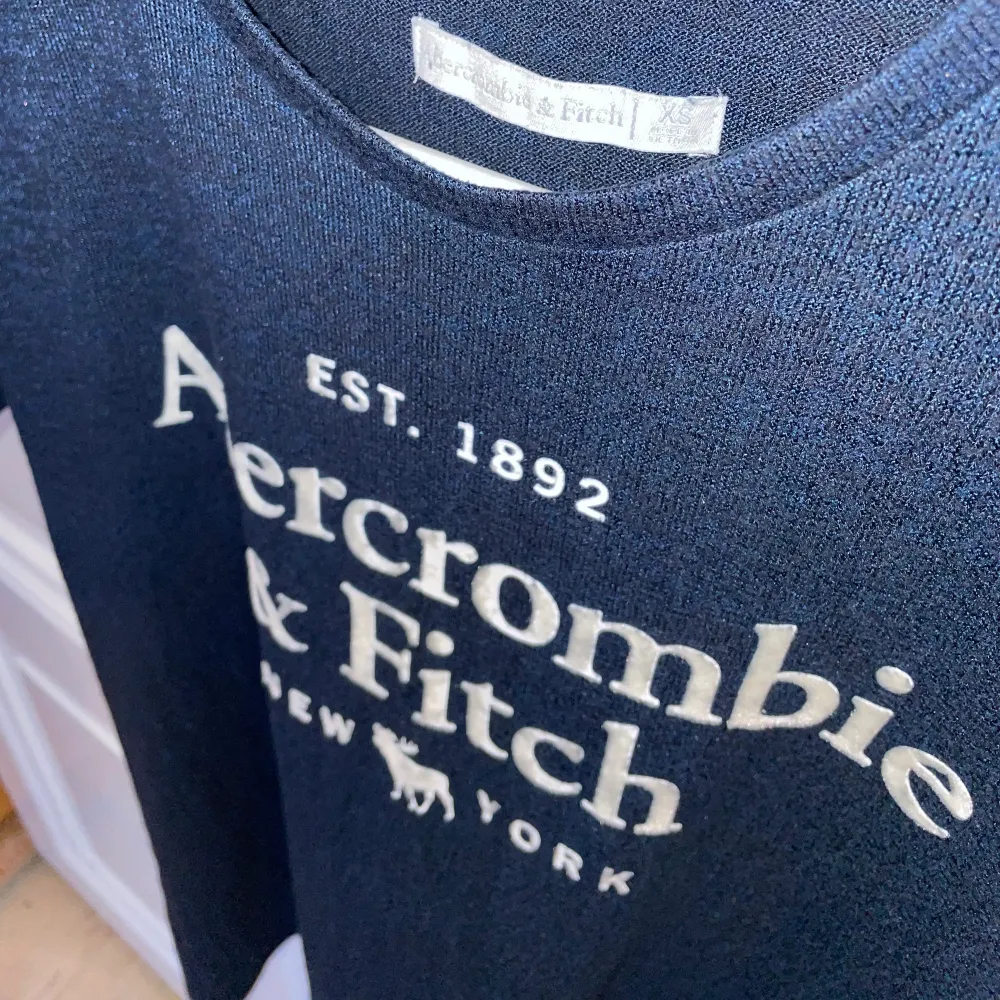 Abercrombie & Fitch
XS
EST. 1892
Abercrombie
& Fitch
NEW YORK